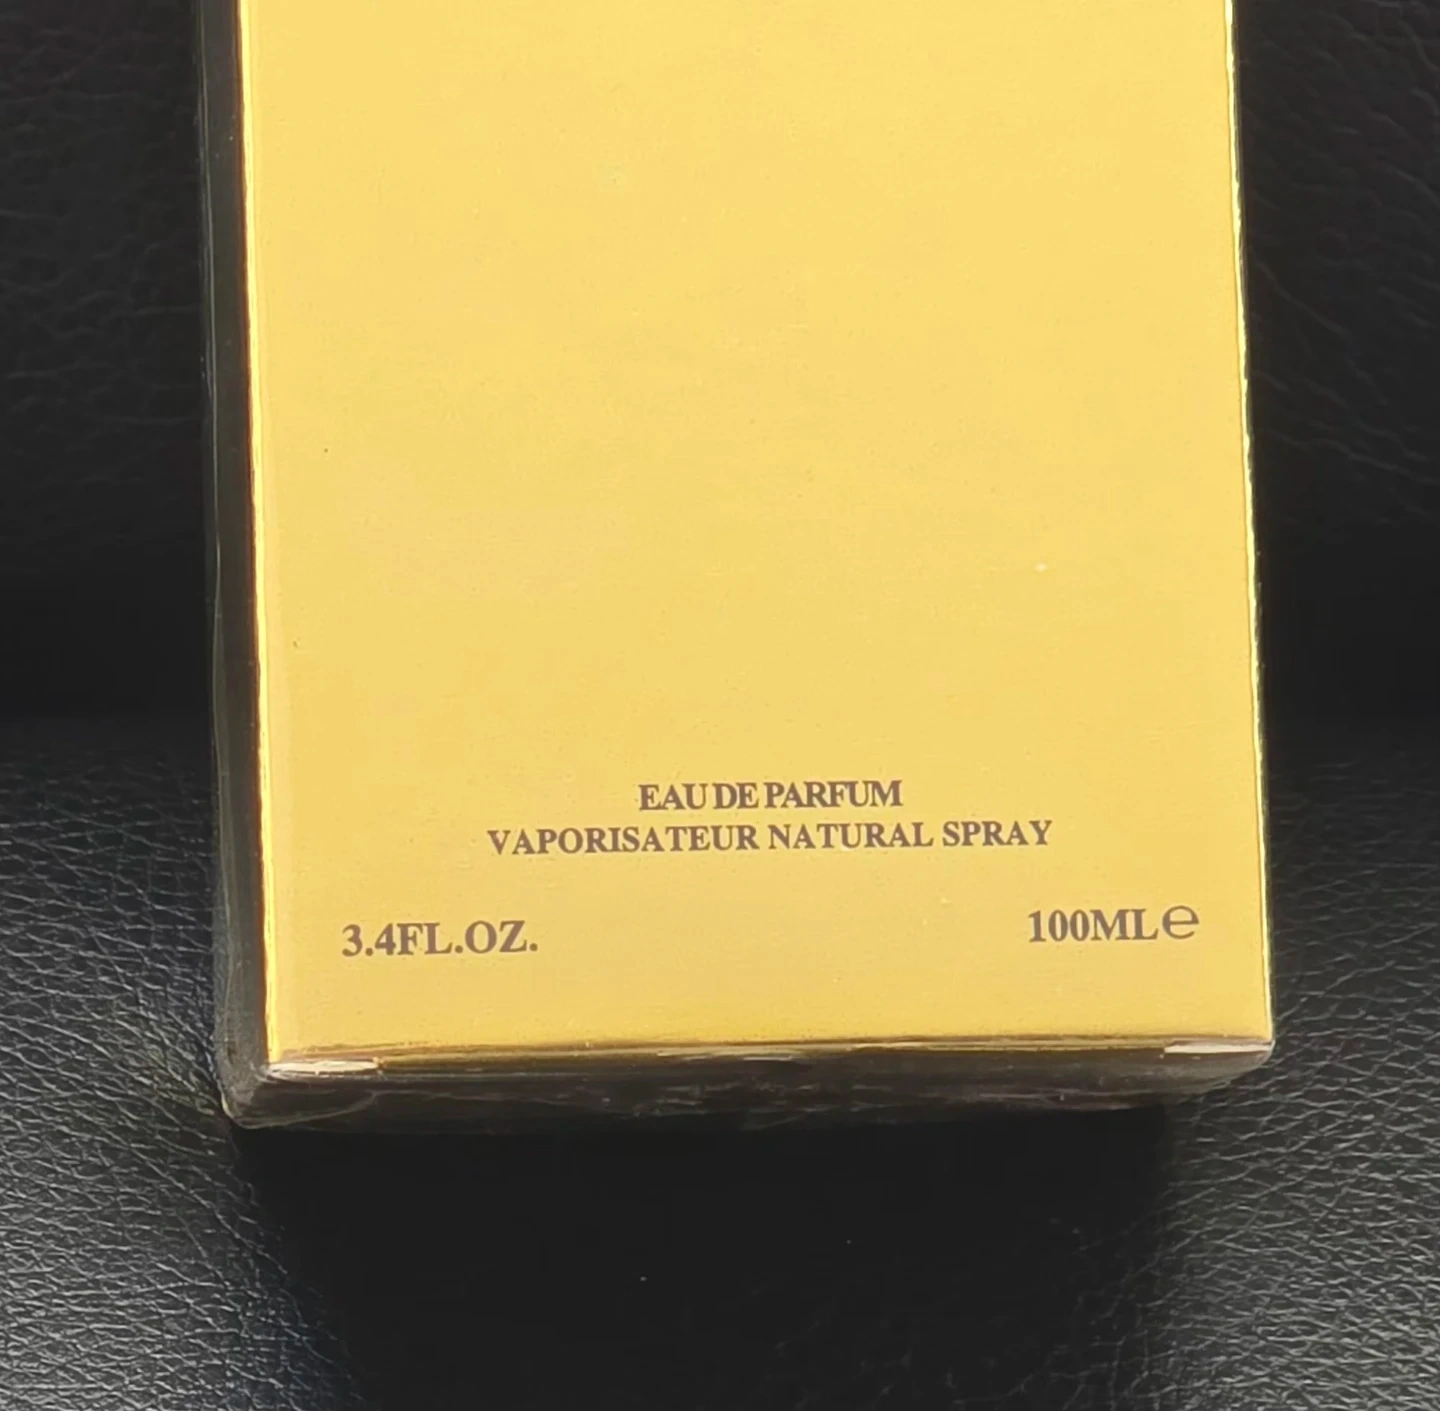 EAU DE PARFUM
VAPORISATEUR NATURAL SPRAY
3.4FL.OZ. 100ML℮